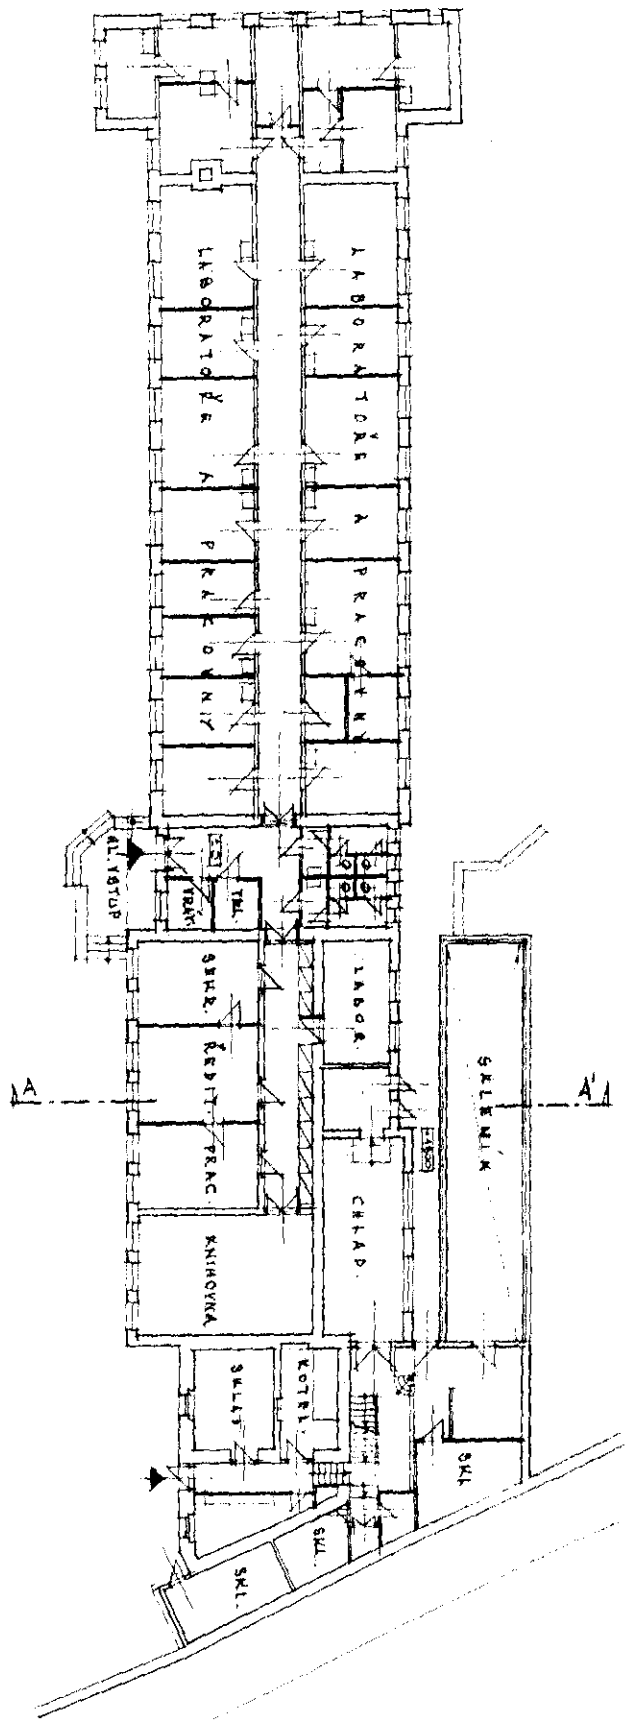 LABORATOŘE A PRACOVNY
LABORATOŘE A PRACOVNY
HL. VSTUP
TRAF.
TEL.
SEKR.
LABOR.
ŘEDIT. PRAC
SKLENÍK
A
A'
CHLAD.
KNIHOVNA
SKLAD
KOTEL.
SKL
SKL.
SKL.